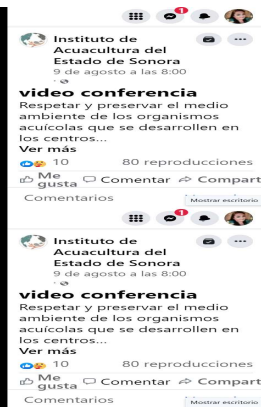 1
Instituto de
Acuacultura del
Estado de Sonora
9 de agosto a las 8:00
video conferencia
Respetar y preservar el medio
ambiente de los organismos
acuícolas que se desarrollen en
los centros...
Ver más
10 80 reproducciones
Me gusta Comentar Compart
Comentarios
Mostrar escritorio
1
Instituto de
Acuacultura del
Estado de Sonora
9 de agosto a las 8:00
video conferencia
Respetar y preservar el medio
ambiente de los organismos
acuícolas que se desarrollen en
los centros...
Ver más
10 80 reproducciones
Me gusta Comentar Compart
Comentarios
Mostrar escritorio